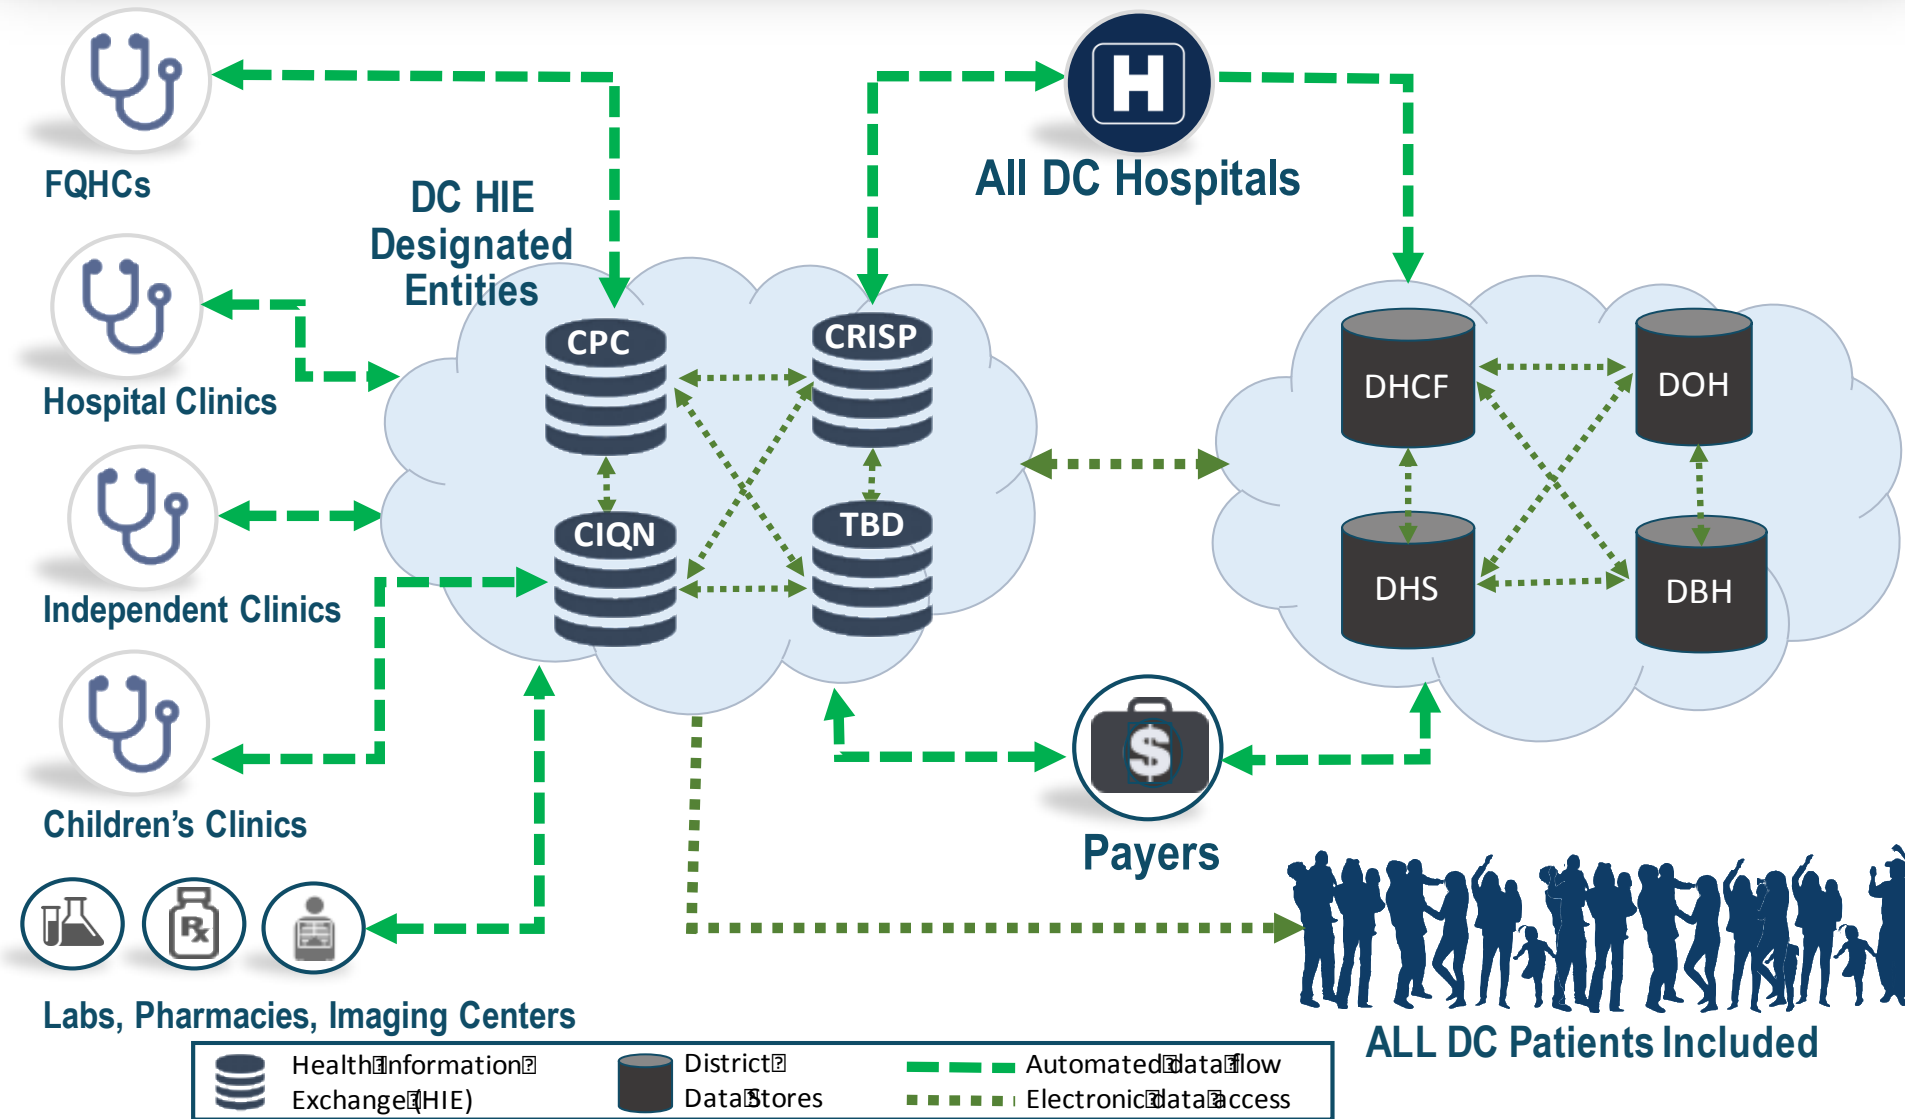 FQHCs
Hospital Clinics
Independent Clinics
Children's Clinics
Labs, Pharmacies, Imaging Centers
DC HIE
Designated
Entities
CPC
CRISP
CIQN
TBD
H
All DC Hospitals
DHCF
DOH
DHS
DBH
$
Payers
Rx
ALL DC Patients Included
Health Information
Exchange (HIE)
District
Data Stores
Automated data flow
Electronic data access